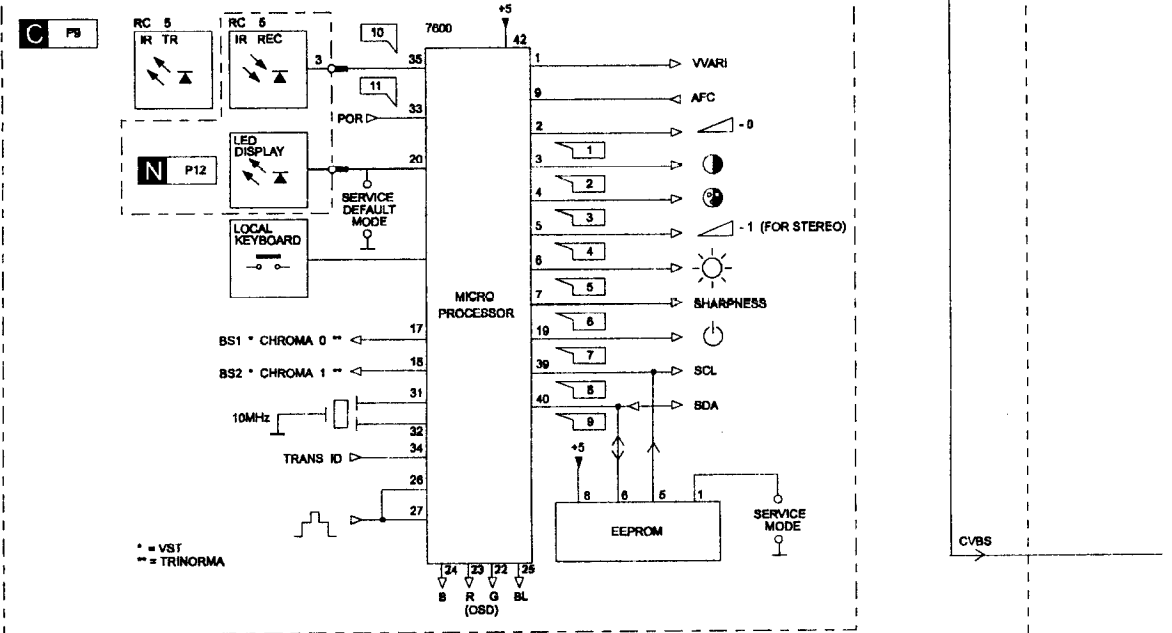 C P9
RC 5
IR TR
RC 5
IR REC
3
10
35
11
33
POR
7600
+5
42
N P12
LED
DISPLAY
20
SERVICE
DEFAULT
MODE
LOCAL
KEYBOARD
MICRO
PROCESSOR
1 VVARI
9 AFC
2 - 0
1
3
2
4
3
5 - 1 (FOR STEREO)
4
6
5
7 SHARPNESS
6
19
7
39 SCL
8
40 SDA
9
17
BS1 * CHROMA 0 **
18
BS2 * CHROMA 1 **
31
10MHz
32
34
TRANS ID
26
27
* = VST
** = TRINORMA
24 23 22 25
B R G BL
(OSD)
+5
8 6 5 1
EEPROM
SERVICE
MODE
CVBS